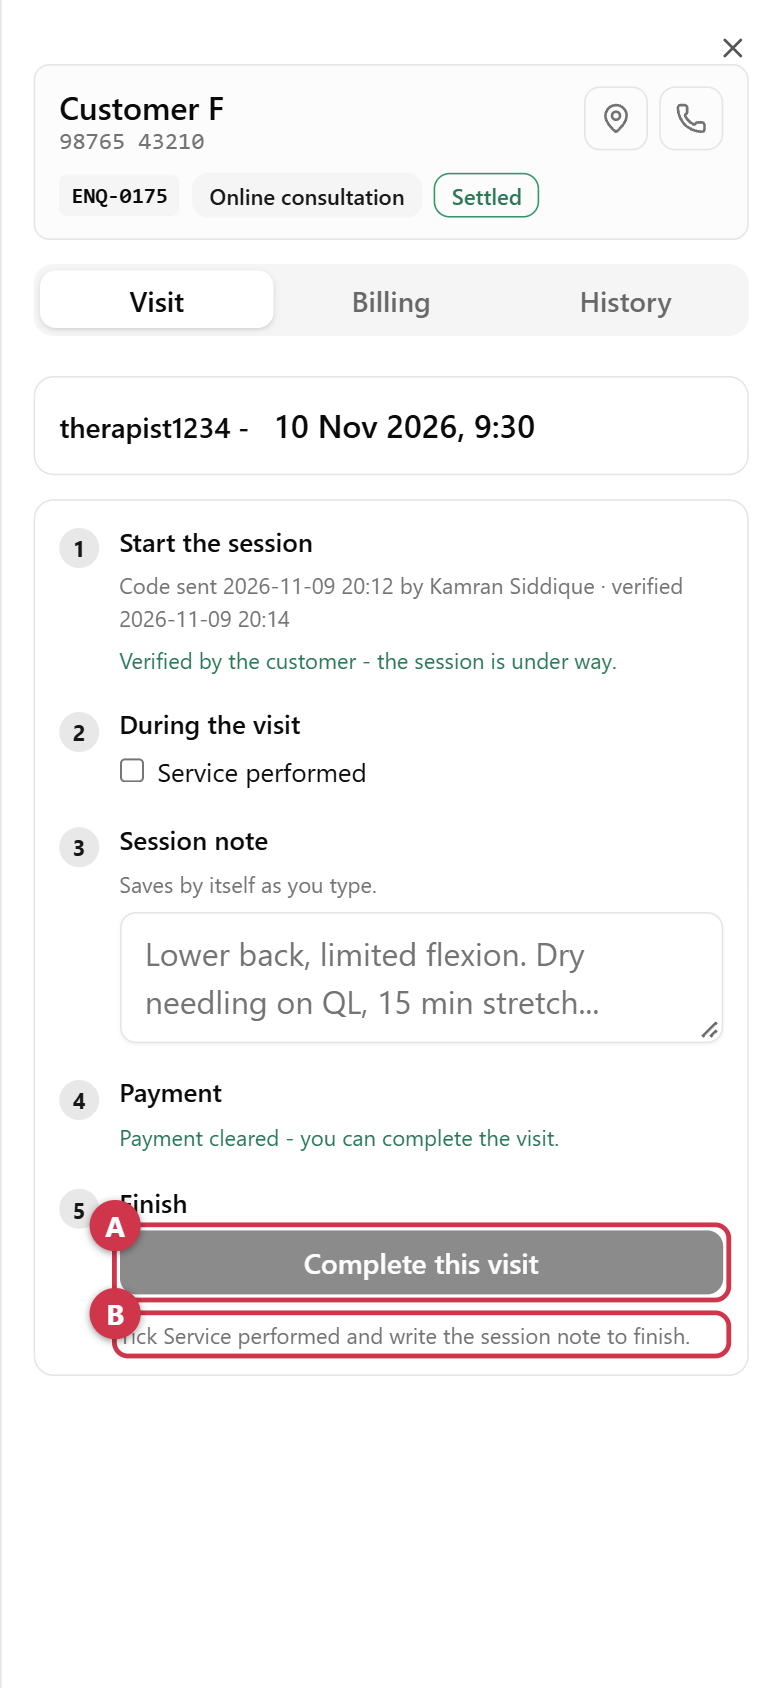 Customer F
98765 43210
ENQ-0175 Online consultation Settled
Visit Billing History
therapist1234 - 10 Nov 2026, 9:30
1 Start the session
Code sent 2026-11-09 20:12 by Kamran Siddique · verified
2026-11-09 20:14
Verified by the customer - the session is under way.
2 During the visit
Service performed
3 Session note
Saves by itself as you type.
Lower back, limited flexion. Dry
needling on QL, 15 min stretch...
4 Payment
Payment cleared - you can complete the visit.
5 Finish
A
Complete this visit
B
Tick Service performed and write the session note to finish.